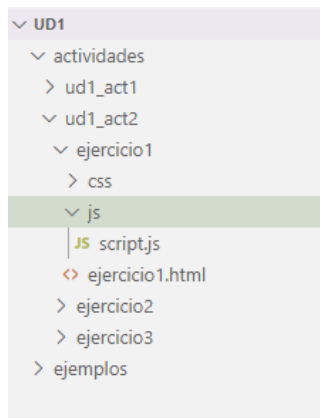 UD1
actividades
ud1_act1
ud1_act2
ejercicio1
css
js
JS script.js
<> ejercicio1.html
ejercicio2
ejercicio3
ejemplos